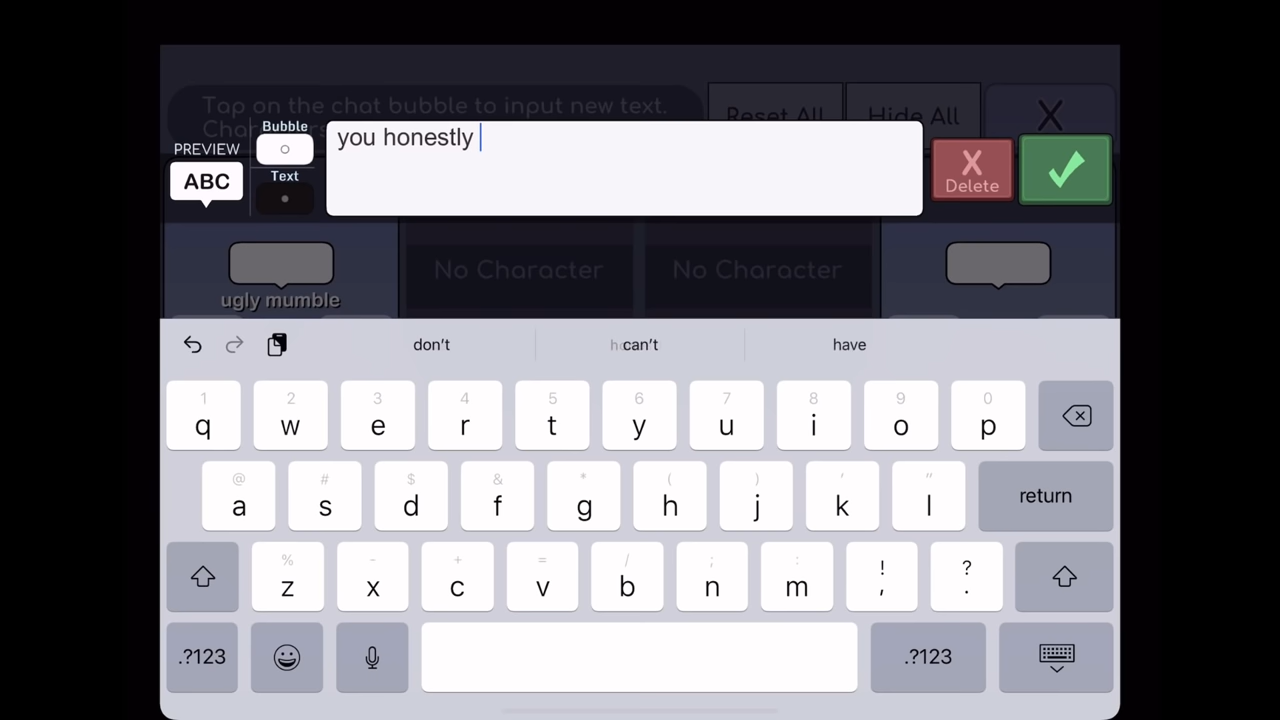 Tap on the chat bubble to input new text.
Reset All
Hide All
X
Bubble
PREVIEW
ABC
Text
you honestly
X
Delete
No Character
No Character
ugly mumble
don't
can't
have
1 2 3 4 5 6 7 8 9 0
q w e r t y u i o p
@ # $ & * ( ) ' "
a s d f g h j k l return
% - + = / ; : ! ?
z x c v b n m , .
.?123
.?123